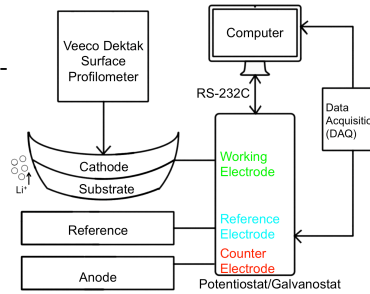 Veeco Dektak
Surface
Profilometer
Computer
RS-232C
Data
Acquisitio
(DAQ)
Cathode
Substrate
Li+
Working
Electrode
Reference
Reference
Electrode
Anode
Counter
Electrode
Potentiostat/Galvanostat